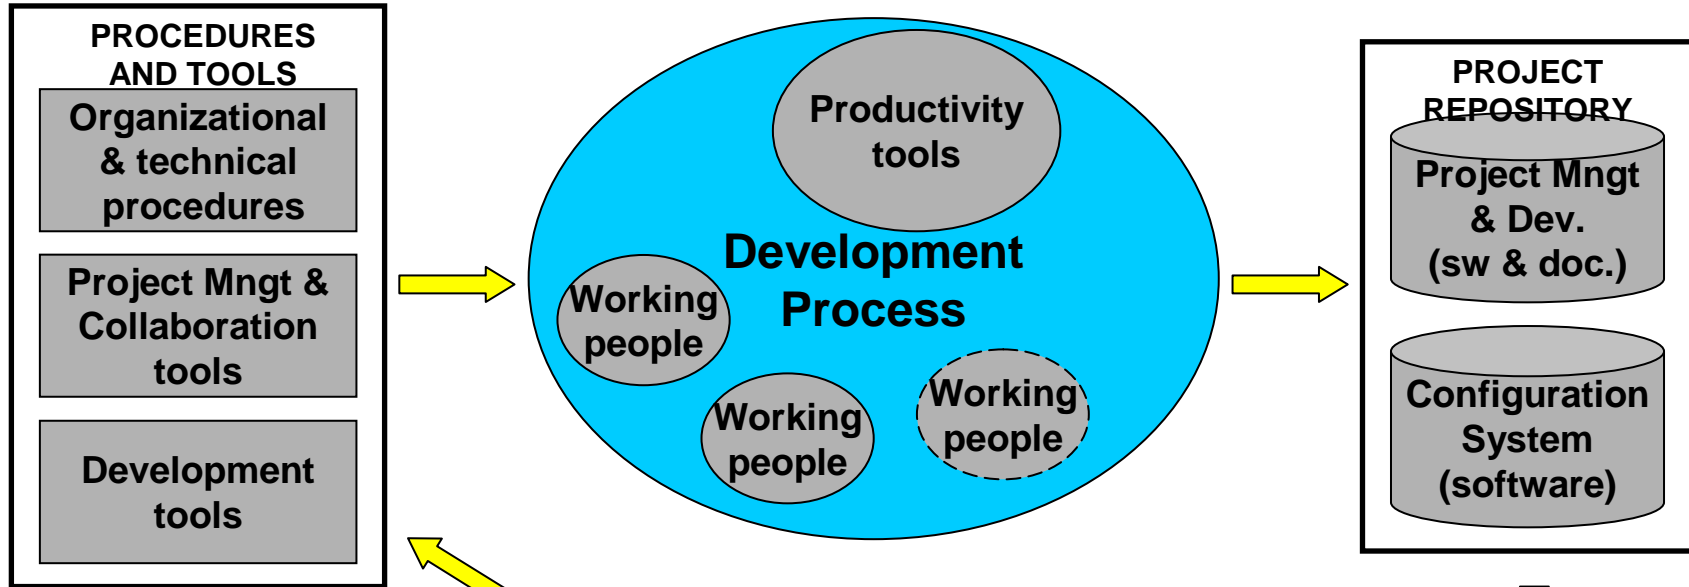 PROCEDURES
AND TOOLS
Organizational
& technical
procedures
Project Mngt &
Collaboration
tools
Development
tools
Productivity
tools
Development
Process
Working
people
Working
people
Working
people
PROJECT
REPOSITORY
Project Mngt
& Dev.
(sw & doc.)
Configuration
System
(software)